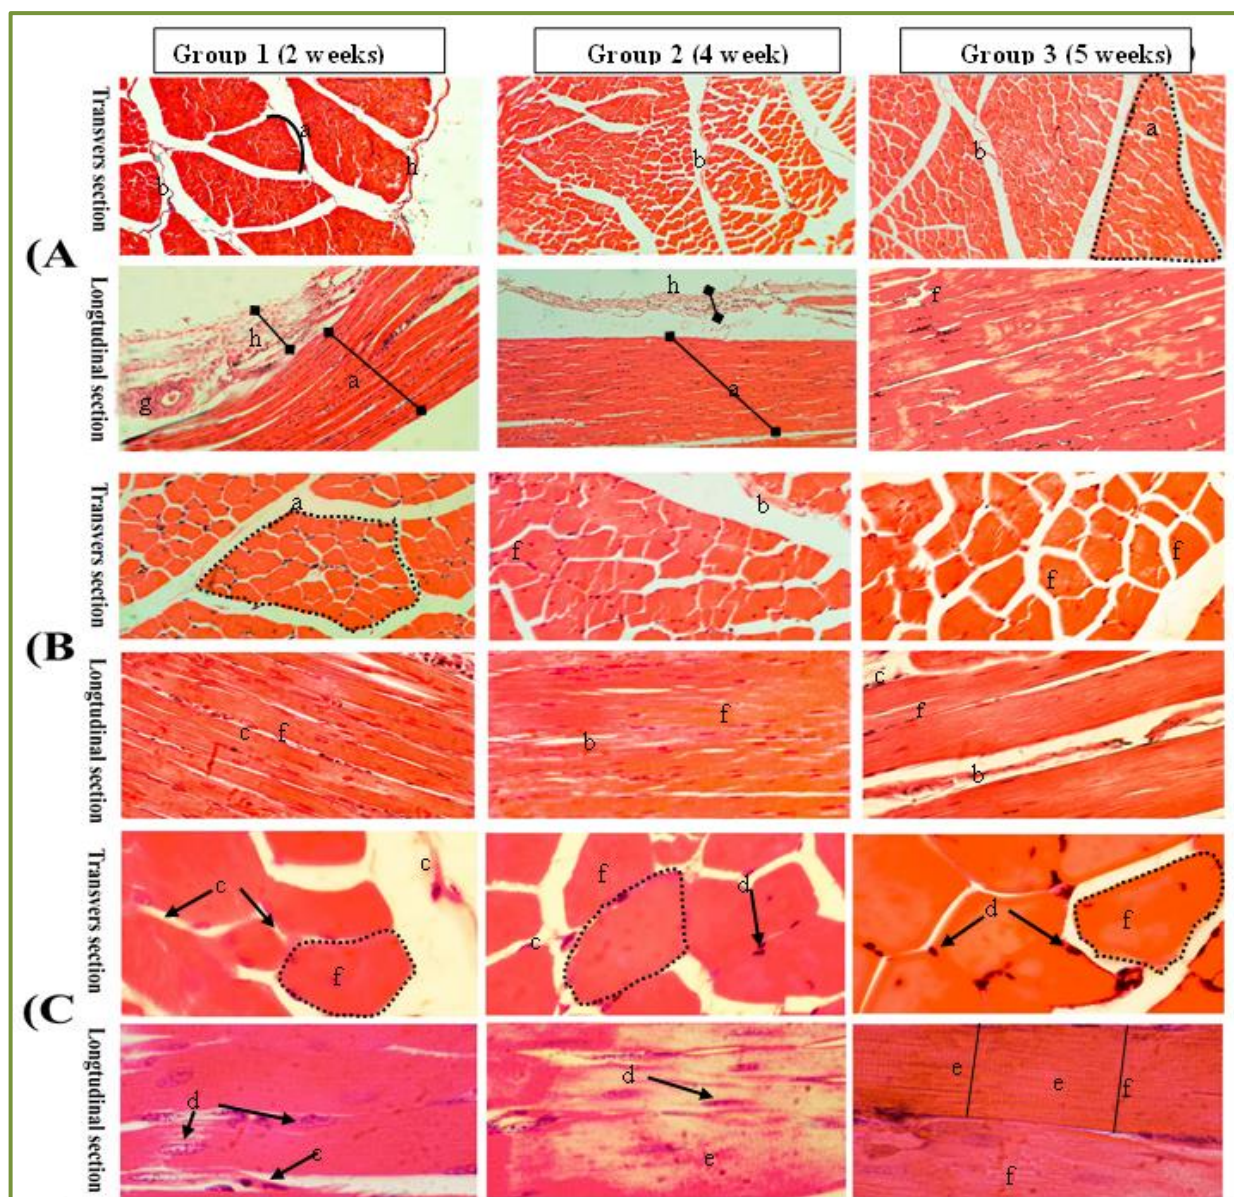 Group 1 (2 weeks)
Group 2 (4 week)
Group 3 (5 weeks)
)
(A
Transvers section
a
b
h
b
b
a
Longtudinal section
h
a
g
h
a
f
(B
Transvers section
a
f
b
f
f
Longtudinal section
c
f
b
f
c
f
b
(C
Transvers section
c
c
f
f
d
c
d
f
Longtudinal section
d
c
d
e
e
e
f
f